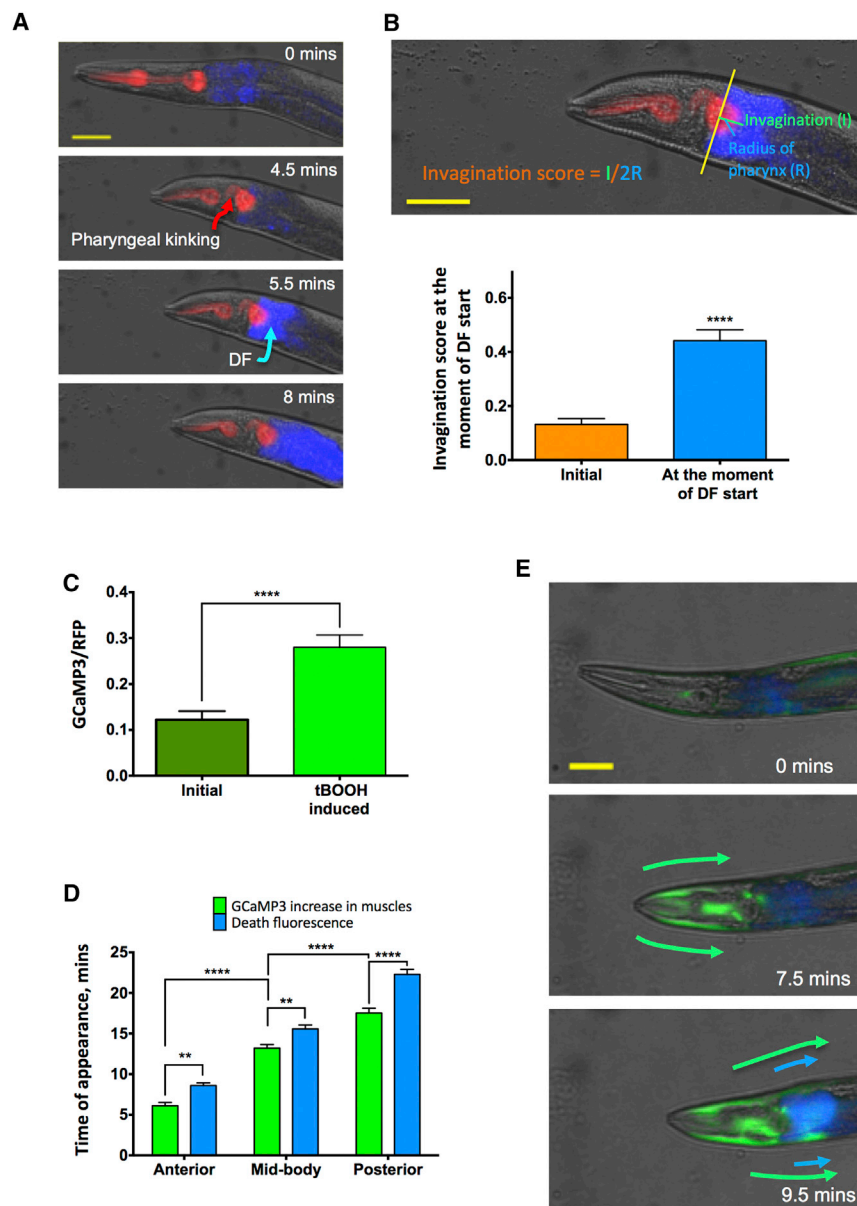 A
0 mins
4.5 mins
Pharyngeal kinking
5.5 mins
DF
8 mins
B
Invagination (I)
Radius of
pharynx (R)
Invagination score = I/2R
Invagination score at the
moment of DF start
0.6
0.4
0.2
0.0
****
Initial
At the moment
of DF start
C
GCaMP3/RFP
0.4
0.3
0.2
0.1
0.0
****
Initial
tBOOH
induced
D
GCaMP3 increase in muscles
Death fluorescence
Time of appearance, mins
25
20
15
10
5
0
**
****
**
****
****
Anterior
Mid-body
Posterior
E
0 mins
7.5 mins
9.5 mins